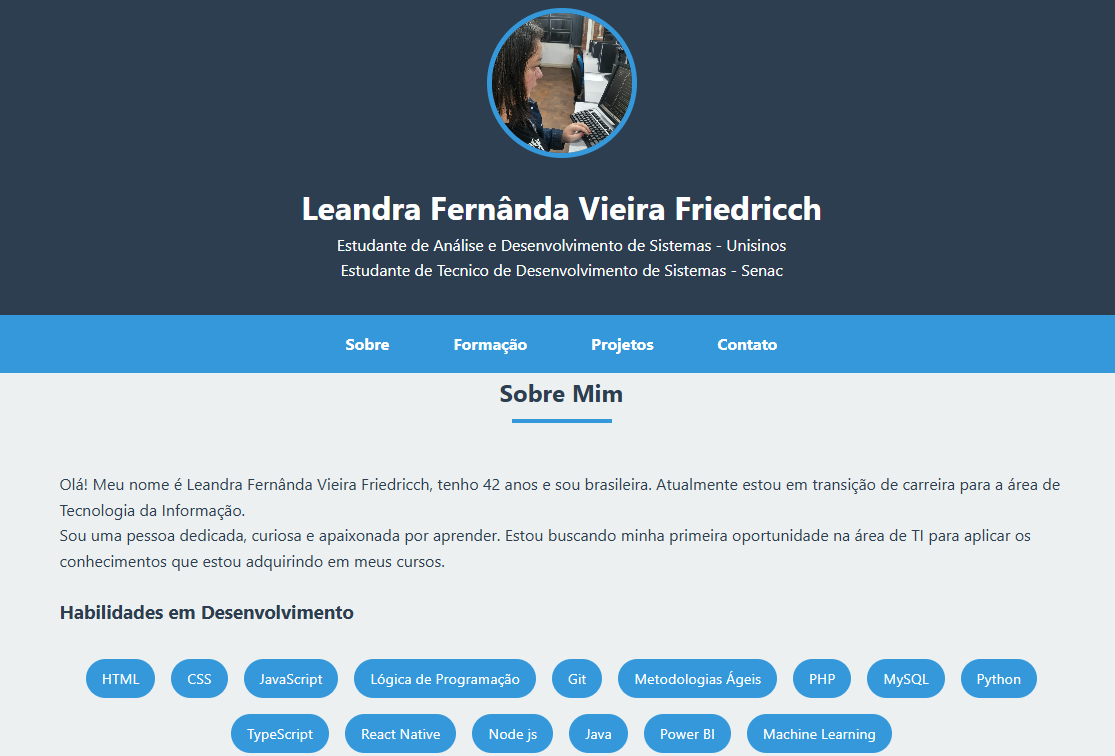 Leandra Fernânda Vieira Friedricch
Estudante de Análise e Desenvolvimento de Sistemas - Unisinos
Estudante de Tecnico de Desenvolvimento de Sistemas - Senac
Sobre Formação Projetos Contato
Sobre Mim
Olá! Meu nome é Leandra Fernânda Vieira Friedricch, tenho 42 anos e sou brasileira. Atualmente estou em transição de carreira para a área de
Tecnologia da Informação.
Sou uma pessoa dedicada, curiosa e apaixonada por aprender. Estou buscando minha primeira oportunidade na área de TI para aplicar os
conhecimentos que estou adquirindo em meus cursos.
Habilidades em Desenvolvimento
HTML CSS JavaScript Lógica de Programação Git Metodologias Ágeis PHP MySQL Python
TypeScript React Native Node js Java Power BI Machine Learning